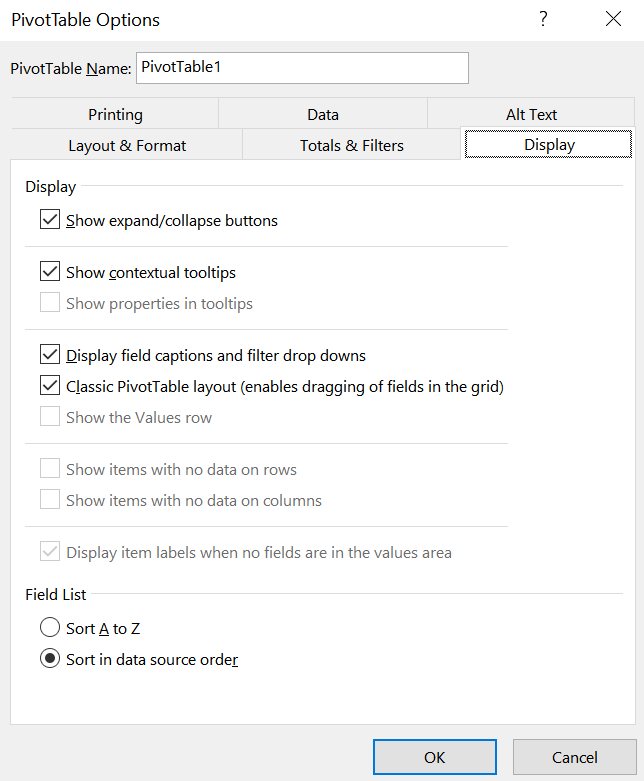 PivotTable Options ?
PivotTable Name: PivotTable1
Printing Data Alt Text
Layout & Format Totals & Filters Display
Display
Show expand/collapse buttons
Show contextual tooltips
Show properties in tooltips
Display field captions and filter drop downs
Classic PivotTable layout (enables dragging of fields in the grid)
Show the Values row
Show items with no data on rows
Show items with no data on columns
Display item labels when no fields are in the values area
Field List
Sort A to Z
Sort in data source order
OK Cancel